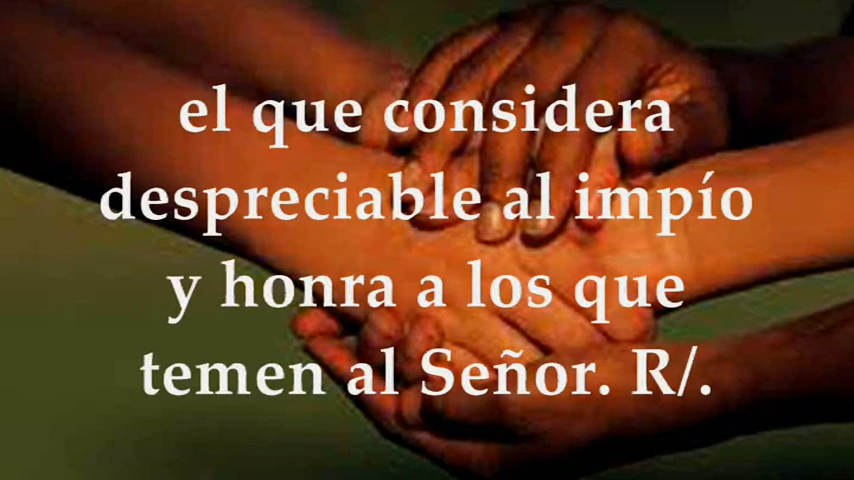 el que considera
despreciable al impío
y honra a los que
temen al Señor. R/.